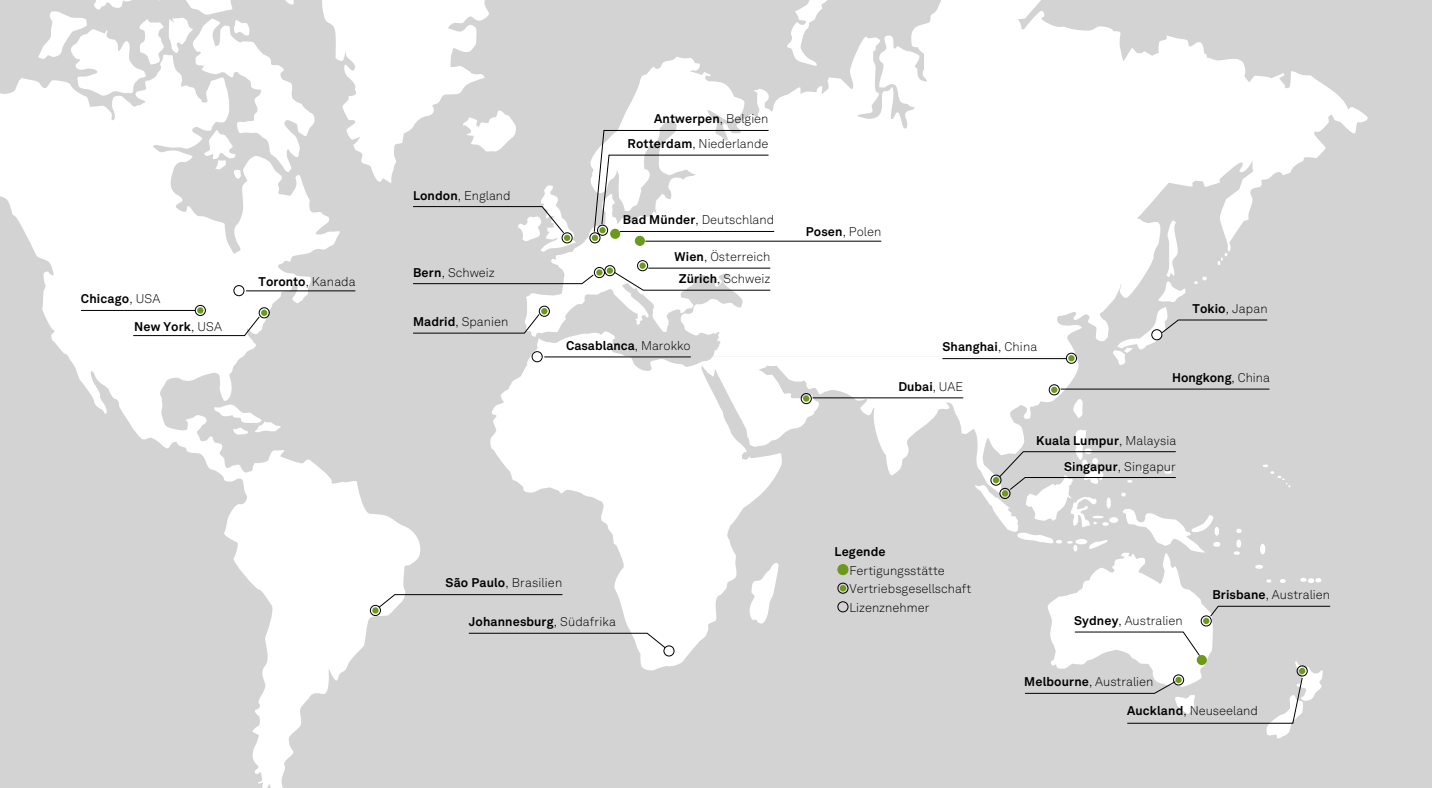 Antwerpen, Belgien
Rotterdam, Niederlande
London, England
Bad Münder, Deutschland
Posen, Polen
Wien, Österreich
Bern, Schweiz
Zürich, Schweiz
Toronto, Kanada
Chicago, USA
New York, USA
Madrid, Spanien
Casablanca, Marokko
Tokio, Japan
Shanghai, China
Hongkong, China
Dubai, UAE
Kuala Lumpur, Malaysia
Singapur, Singapur
Legende
Fertigungsstätte
Vertriebsgesellschaft
Lizenznehmer
São Paulo, Brasilien
Johannesburg, Südafrika
Brisbane, Australien
Sydney, Australien
Melbourne, Australien
Auckland, Neuseeland